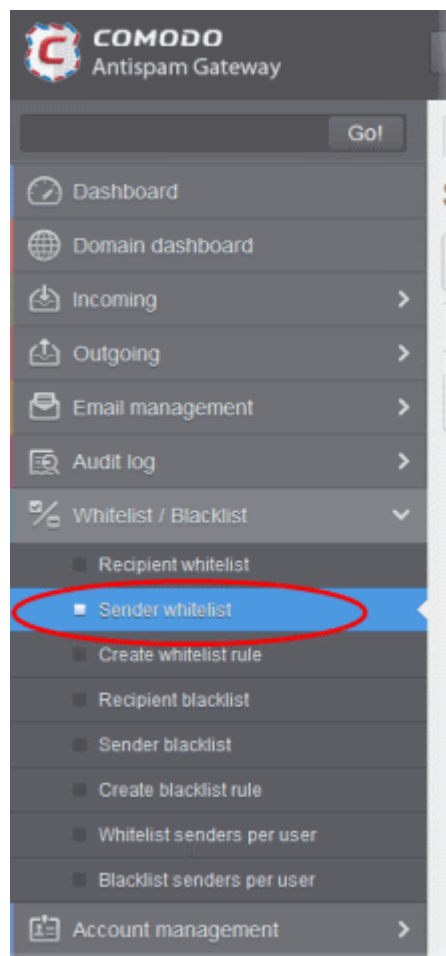 COMODO
Antispam Gateway
Go!
Dashboard
Domain dashboard
Incoming
Outgoing
Email management
Audit log
Whitelist / Blacklist
Recipient whitelist
Sender whitelist
Create whitelist rule
Recipient blacklist
Sender blacklist
Create blacklist rule
Whitelist senders per user
Blacklist senders per user
Account management